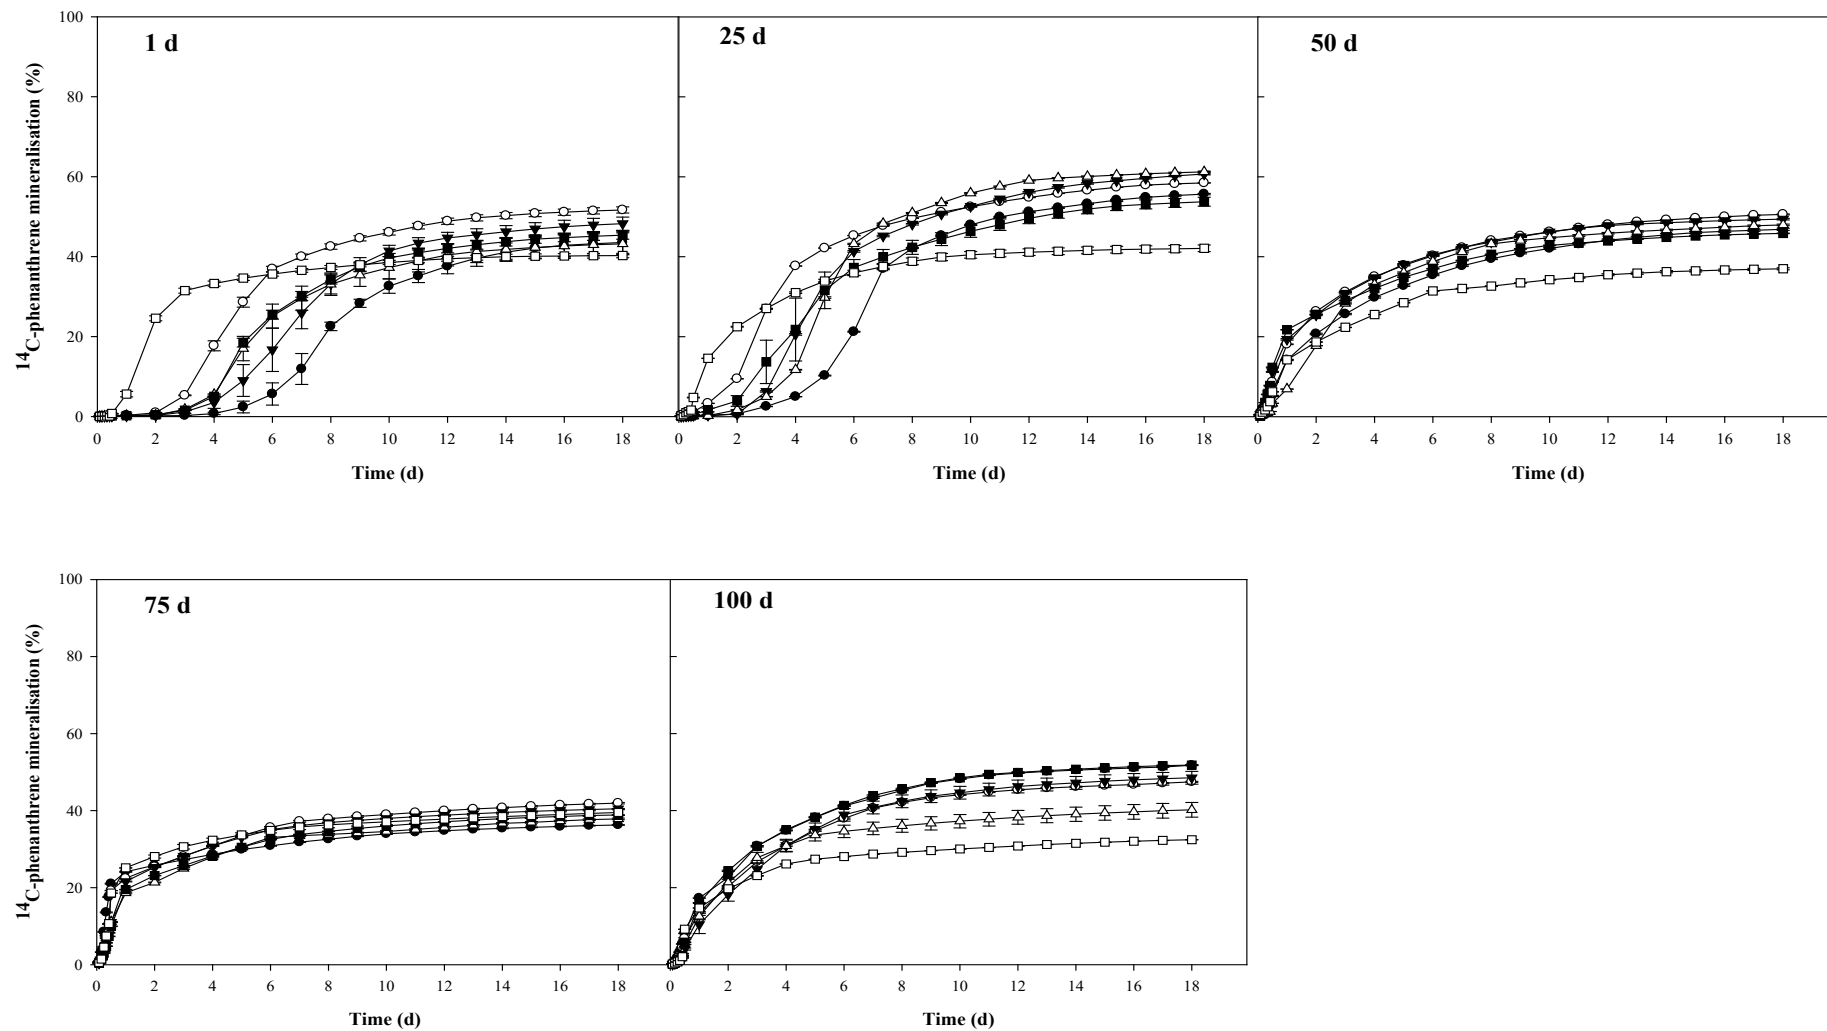 1 d
25 d
50 d
¹⁴C-phenanthrene mineralisation (%)
100
80
60
40
20
0
0 2 4 6 8 10 12 14 16 18
0 2 4 6 8 10 12 14 16 18
0 2 4 6 8 10 12 14 16 18
Time (d)
Time (d)
Time (d)
75 d
100 d
¹⁴C-phenanthrene mineralisation (%)
100
80
60
40
20
0
0 2 4 6 8 10 12 14 16 18
0 2 4 6 8 10 12 14 16 18
Time (d)
Time (d)